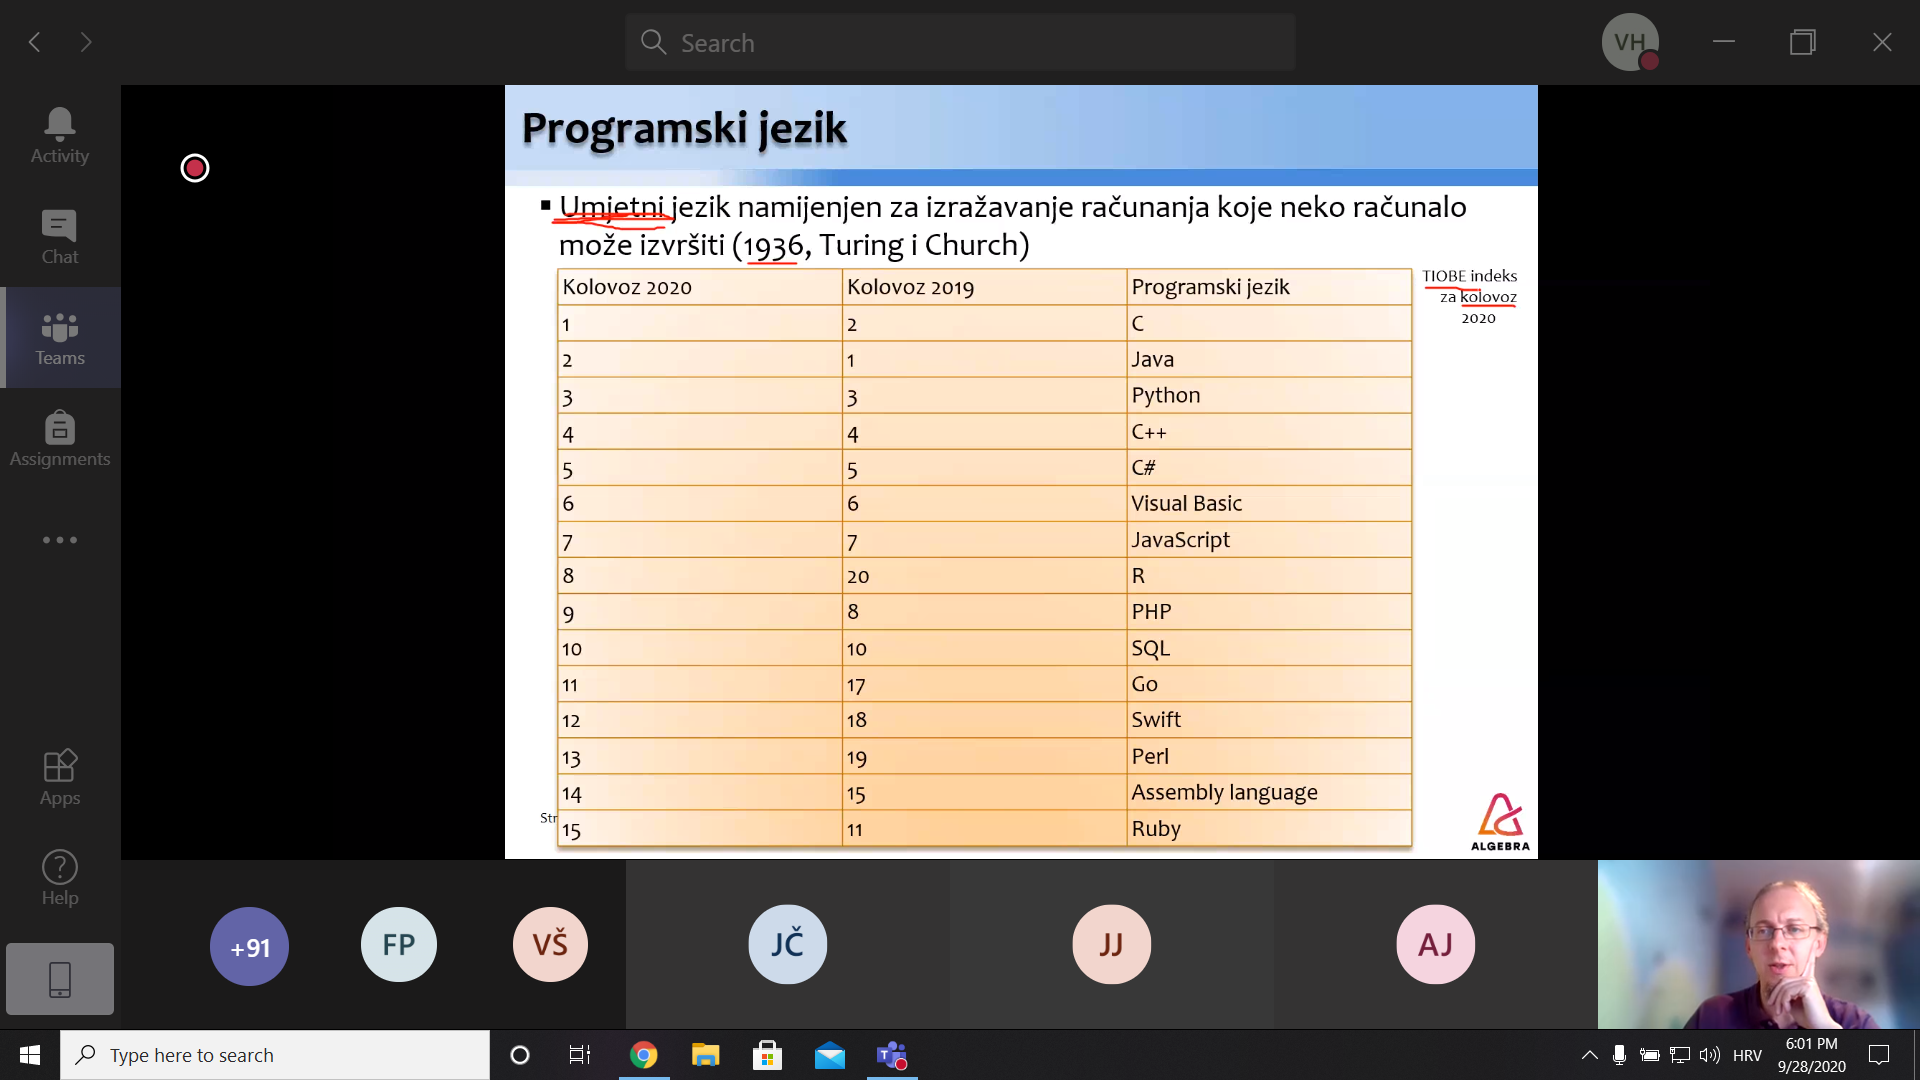 Search
VH
Activity
Chat
Teams
Assignments
Apps
Help
Programski jezik
Umjetni jezik namijenjen za izražavanje računanja koje neko računalo
može izvršiti (1936, Turing i Church)
TIOBE indeks
za kolovoz
2020
Kolovoz 2020 Kolovoz 2019 Programski jezik
1 2 C
2 1 Java
3 3 Python
4 4 C++
5 5 C#
6 6 Visual Basic
7 7 JavaScript
8 20 R
9 8 PHP
10 10 SQL
11 17 Go
12 18 Swift
13 19 Perl
14 15 Assembly language
15 11 Ruby
Str
ALGEBRA
+91 FP VŠ JČ JJ AJ
Type here to search
HRV
6:01 PM
9/28/2020